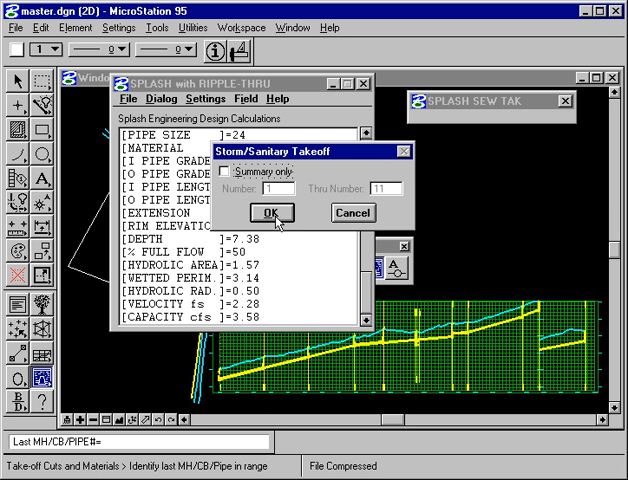 master.dgn (2D) - MicroStation 95
File Edit Element Settings Tools Utilities Workspace Window Help
1 0 0
Windo
SPLASH with RIPPLE-THRU
SPLASH SEW TAK
File Dialog Settings Field Help
Splash Engineering Design Calculations
[PIPE SIZE ]=24
[MATERIAL
[I PIPE GRADE
[O PIPE GRADE
[I PIPE LENGT
[O PIPE LENGT
[EXTENSION
[RIM ELEVATIO
[DEPTH ]=7.38
[% FULL FLOW ]=50
[HYDROLIC AREA]=1.57
[WETTED PERIM.]=3.14
[HYDROLIC RAD.]=0.50
[VELOCITY fs ]=2.28
[CAPACITY cfs ]=3.58
Storm/Sanitary Takeoff
Summary only
Number: 1 Thru Number: 11
OK Cancel
Last MH/CB/PIPE#=
Take-off Cuts and Materials > Identify last MH/CB/Pipe in range
File Compressed